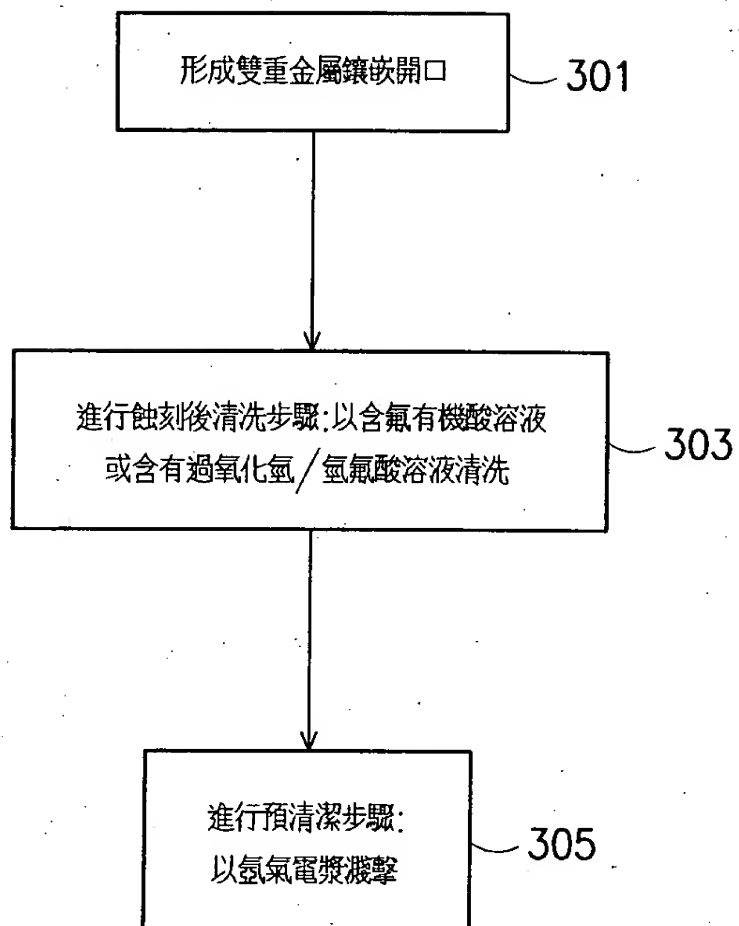 形成雙重金屬鑲嵌開口
301
進行蝕刻後清洗步驟:以含氟有機酸溶液
或含有過氧化氫/氫氟酸溶液清洗
303
進行預清潔步驟:
以氬氣電漿濺擊
305